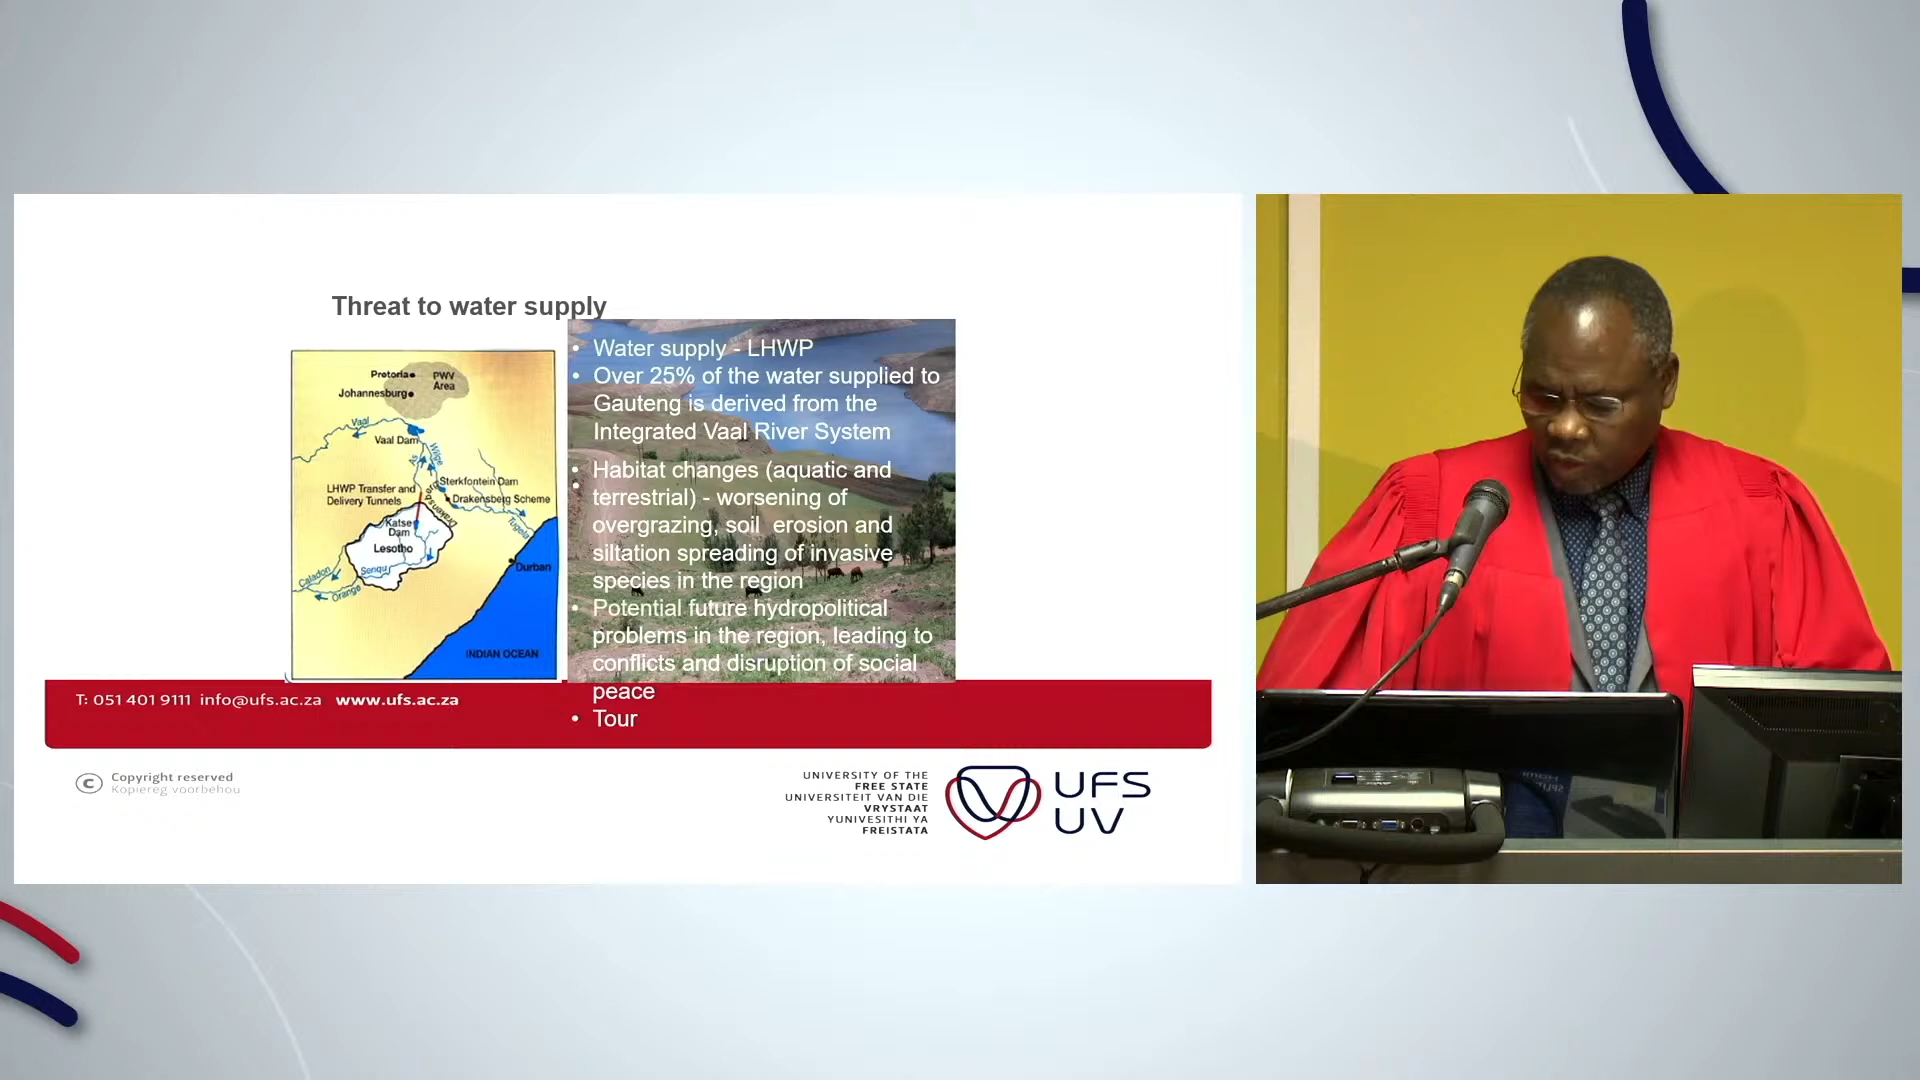 Threat to water supply
Pretoria
PWV
Area
Johannesburg
Vaal
Vaal Dam
Wilge
As
Sterkfontein Dam
LHWP Transfer and
Delivery Tunnels
Drakensberg Scheme
Tugela
Katse
Dam
Lesotho
Senqu
Durban
Caladon
Orange
INDIAN OCEAN
• Water supply - LHWP
• Over 25% of the water supplied to
Gauteng is derived from the
Integrated Vaal River System
• Habitat changes (aquatic and
• terrestrial) - worsening of
overgrazing, soil erosion and
siltation spreading of invasive
species in the region
• Potential future hydropolitical
problems in the region, leading to
conflicts and disruption of social
peace
• Tour
T: 051 401 9111 info@ufs.ac.za www.ufs.ac.za
© Copyright reserved
Kopiereg voorbehou
UNIVERSITY OF THE
FREE STATE
UNIVERSITEIT VAN DIE
VRYSTAAT
YUNIVESITHI YA
FREISTATA
UFS
UV